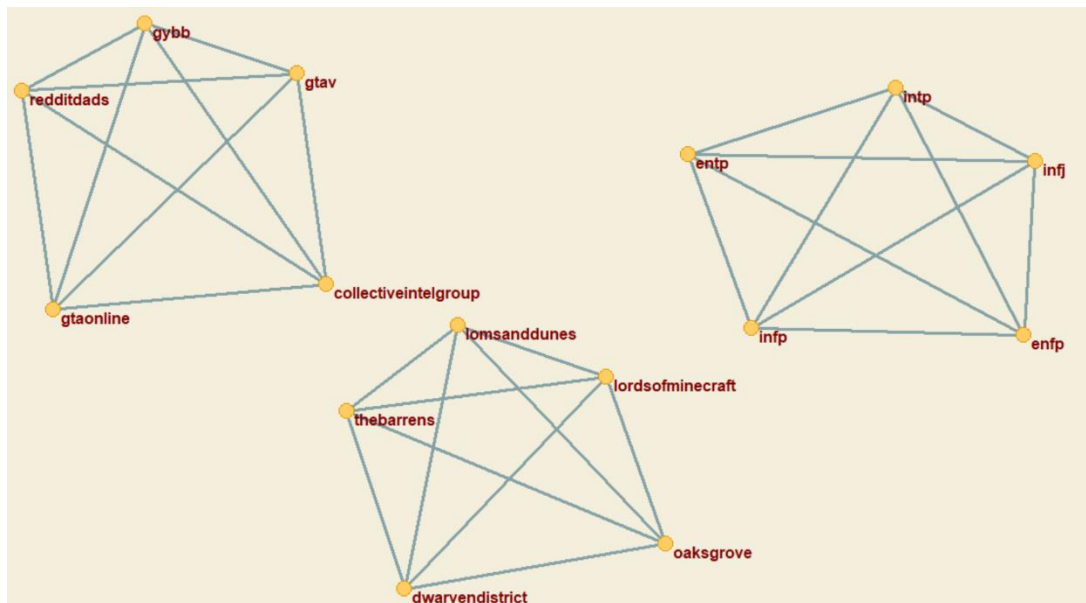 gybb
gtav
redditdads
collectiveintelgroup
gtaonline
intp
entp
infj
infp
enfp
lomsanddunes
lordsofminecraft
thebarrens
oaksgrove
dwarvendistrict